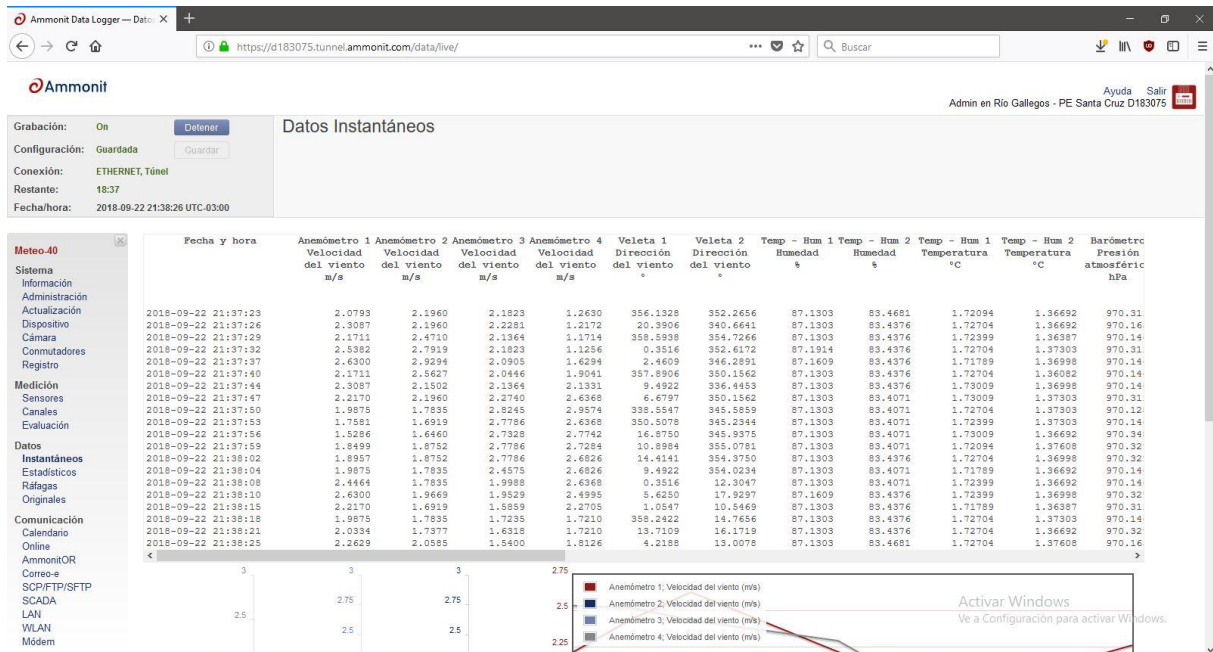 Ammonit Data Logger — Dato
https://d183075.tunnel.ammonit.com/data/live/
Buscar
Ammonit
Ayuda Salir
Admin en Río Gallegos - PE Santa Cruz D183075
Grabación: On Detener
Configuración: Guardada Guardar
Conexión: ETHERNET, Túnel
Restante: 18:37
Fecha/hora: 2018-09-22 21:38:26 UTC-03:00
Datos Instantáneos
Meteo-40
Sistema
Información
Administración
Actualización
Dispositivo
Cámara
Conmutadores
Registro
Medición
Sensores
Canales
Evaluación
Datos
Instantáneos
Estadísticos
Ráfagas
Originales
Comunicación
Calendario
Online
AmmonitOR
Correo-e
SCP/FTP/SFTP
SCADA
LAN
WLAN
Módem
Fecha y hora Anemómetro 1 Anemómetro 2 Anemómetro 3 Anemómetro 4 Veleta 1 Veleta 2 Temp - Hum 1 Temp - Hum 2 Temp - Hum 1 Temp - Hum 2 Barómetro
Velocidad Velocidad Velocidad Velocidad Dirección Dirección Humedad Humedad Temperatura Temperatura Presión
del viento del viento del viento del viento del viento del viento % % °C °C atmosféric
m/s m/s m/s m/s ° ° hPa
2018-09-22 21:37:23 2.0793 2.1960 2.1823 1.2630 356.1328 352.2656 87.1303 83.4681 1.72094 1.36692 970.31
2018-09-22 21:37:26 2.3087 2.1960 2.2281 1.2172 20.3906 340.6641 87.1303 83.4376 1.72704 1.36692 970.16
2018-09-22 21:37:29 2.1711 2.4710 2.1364 1.1714 358.5938 354.7266 87.1303 83.4376 1.72399 1.36387 970.14
2018-09-22 21:37:32 2.5382 2.7919 2.1823 1.1256 0.3516 352.6172 87.1914 83.4376 1.72704 1.37303 970.31
2018-09-22 21:37:37 2.6300 2.9294 2.0905 1.6294 2.4609 346.2891 87.1609 83.4376 1.71789 1.36998 970.14
2018-09-22 21:37:40 2.1711 2.5627 2.0446 1.9041 357.8906 350.1562 87.1303 83.4376 1.72704 1.36082 970.14
2018-09-22 21:37:44 2.3087 2.1502 2.1364 2.1331 9.4922 336.4453 87.1303 83.4071 1.73009 1.36998 970.14
2018-09-22 21:37:47 2.2170 2.1960 2.2740 2.6368 6.6797 350.1562 87.1303 83.4071 1.73009 1.37303 970.31
2018-09-22 21:37:50 1.9875 1.7835 2.8245 2.9574 338.5547 345.5859 87.1303 83.4071 1.72704 1.37303 970.12
2018-09-22 21:37:53 1.7581 1.6919 2.7786 2.6368 350.5078 345.2344 87.1303 83.4071 1.72399 1.37303 970.14
2018-09-22 21:37:56 1.5286 1.6460 2.7328 2.7742 16.8750 345.9375 87.1303 83.4071 1.73009 1.36692 970.34
2018-09-22 21:37:59 1.8499 1.8752 2.7786 2.7284 10.8984 355.0781 87.1303 83.4071 1.72094 1.37608 970.32
2018-09-22 21:38:02 1.8957 1.8752 2.7786 2.6826 14.4141 354.3750 87.1303 83.4376 1.72704 1.36998 970.32
2018-09-22 21:38:04 1.9875 1.7835 2.4575 2.6826 9.4922 354.0234 87.1303 83.4071 1.71789 1.36692 970.14
2018-09-22 21:38:08 2.4464 1.7835 1.9988 2.6368 0.3516 12.3047 87.1303 83.4071 1.72399 1.36692 970.14
2018-09-22 21:38:10 2.6300 1.9669 1.9529 2.4995 5.6250 17.9297 87.1609 83.4376 1.72399 1.36998 970.32
2018-09-22 21:38:15 2.2170 1.6919 1.5859 2.2705 1.0547 10.5469 87.1303 83.4376 1.71789 1.36387 970.31
2018-09-22 21:38:18 1.9875 1.7835 1.7235 1.7210 358.2422 14.7656 87.1303 83.4376 1.72704 1.37303 970.14
2018-09-22 21:38:21 2.0334 1.7377 1.6318 1.7210 13.7109 16.1719 87.1303 83.4376 1.72704 1.36692 970.32
2018-09-22 21:38:25 2.2629 2.0585 1.5400 1.8126 4.2188 13.0078 87.1303 83.4681 1.72704 1.37608 970.16
3 3 3 2.75
2.75 2.75
2.5 2.5
2.5 2.5 2.25
Anemómetro 1; Velocidad del viento (m/s)
Anemómetro 2; Velocidad del viento (m/s)
Anemómetro 3; Velocidad del viento (m/s)
Anemómetro 4; Velocidad del viento (m/s)
Activar Windows
Ve a Configuración para activar Windows.